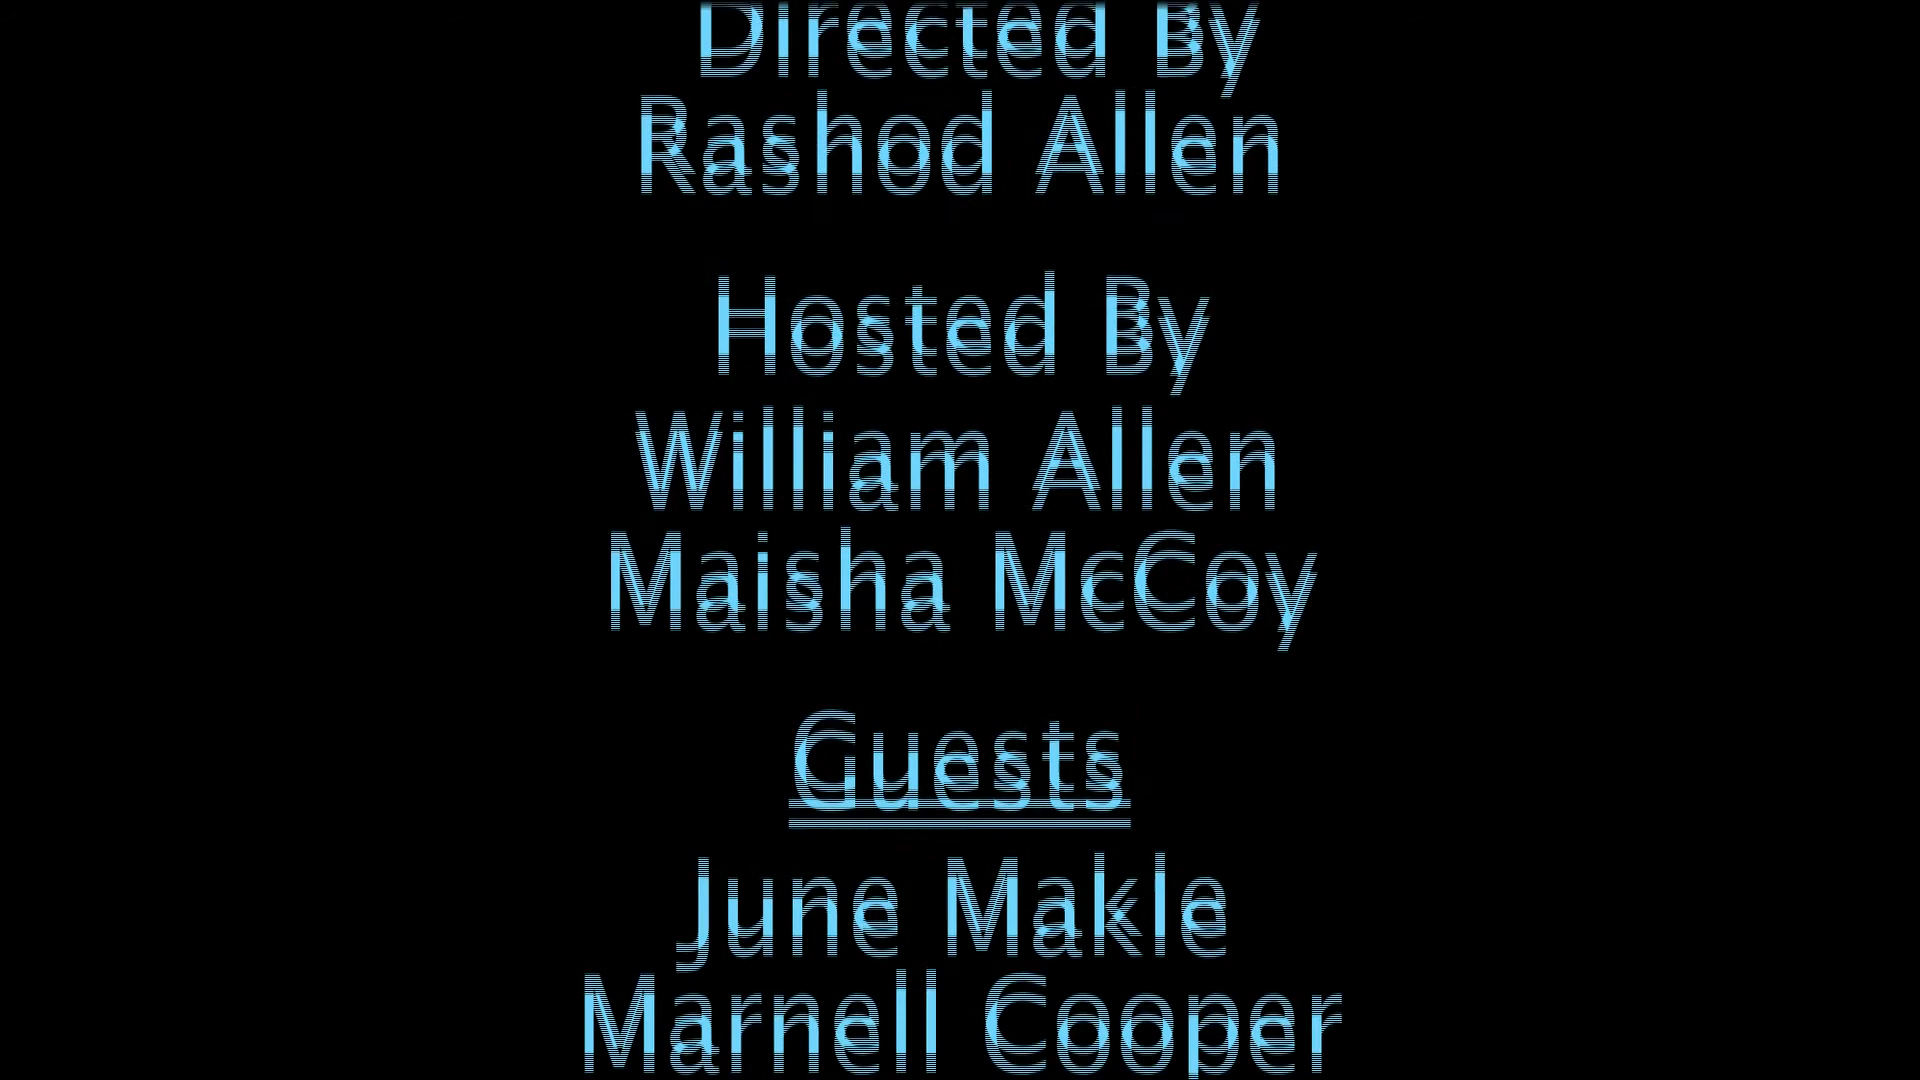 Directed By
Rashod Allen
Hosted By
William Allen
Maisha McCoy
Guests
June Makle
Marnell Cooper